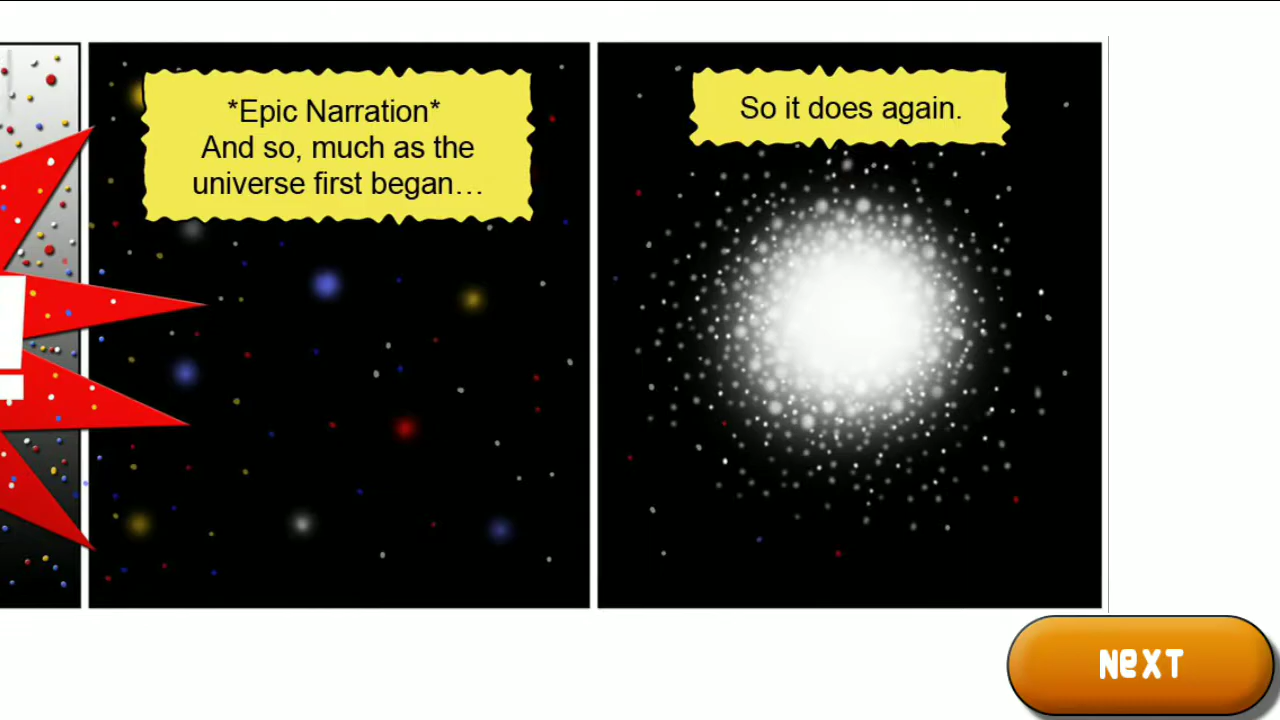 *Epic Narration*
And so, much as the
universe first began…
So it does again.
!
NeXT